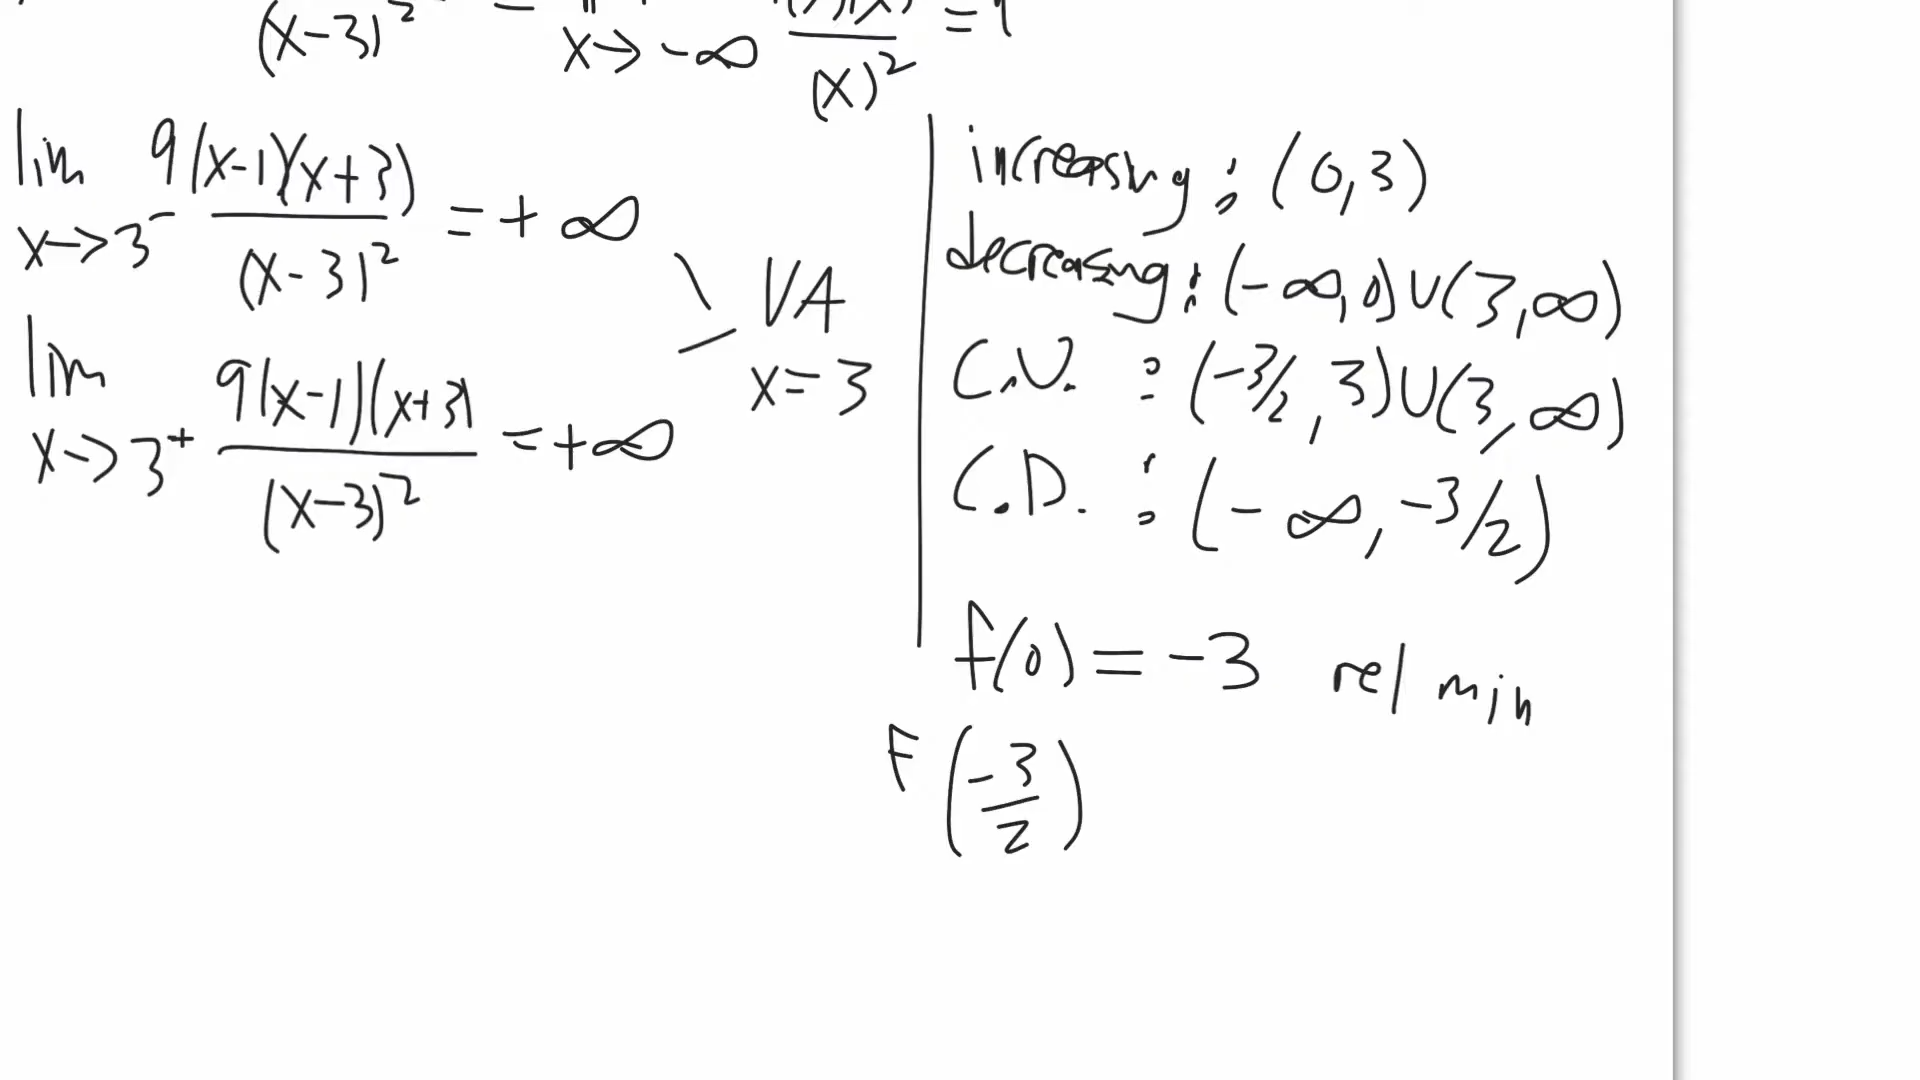 (x-3)² = x→-∞ (x)² =
lim 9(x-1)(x+3)
x→3⁻ (x-3)² = +∞
VA
x=3
lim 9(x-1)(x+3)
x→3⁺ (x-3)² = +∞
increasing : (0,3)
decreasing : (-∞,0)∪(3,∞)
C.U. : (-3/2,3)∪(3,∞)
C.D. : (-∞,-3/2)
f(0) = -3 rel min
F(-3/2)